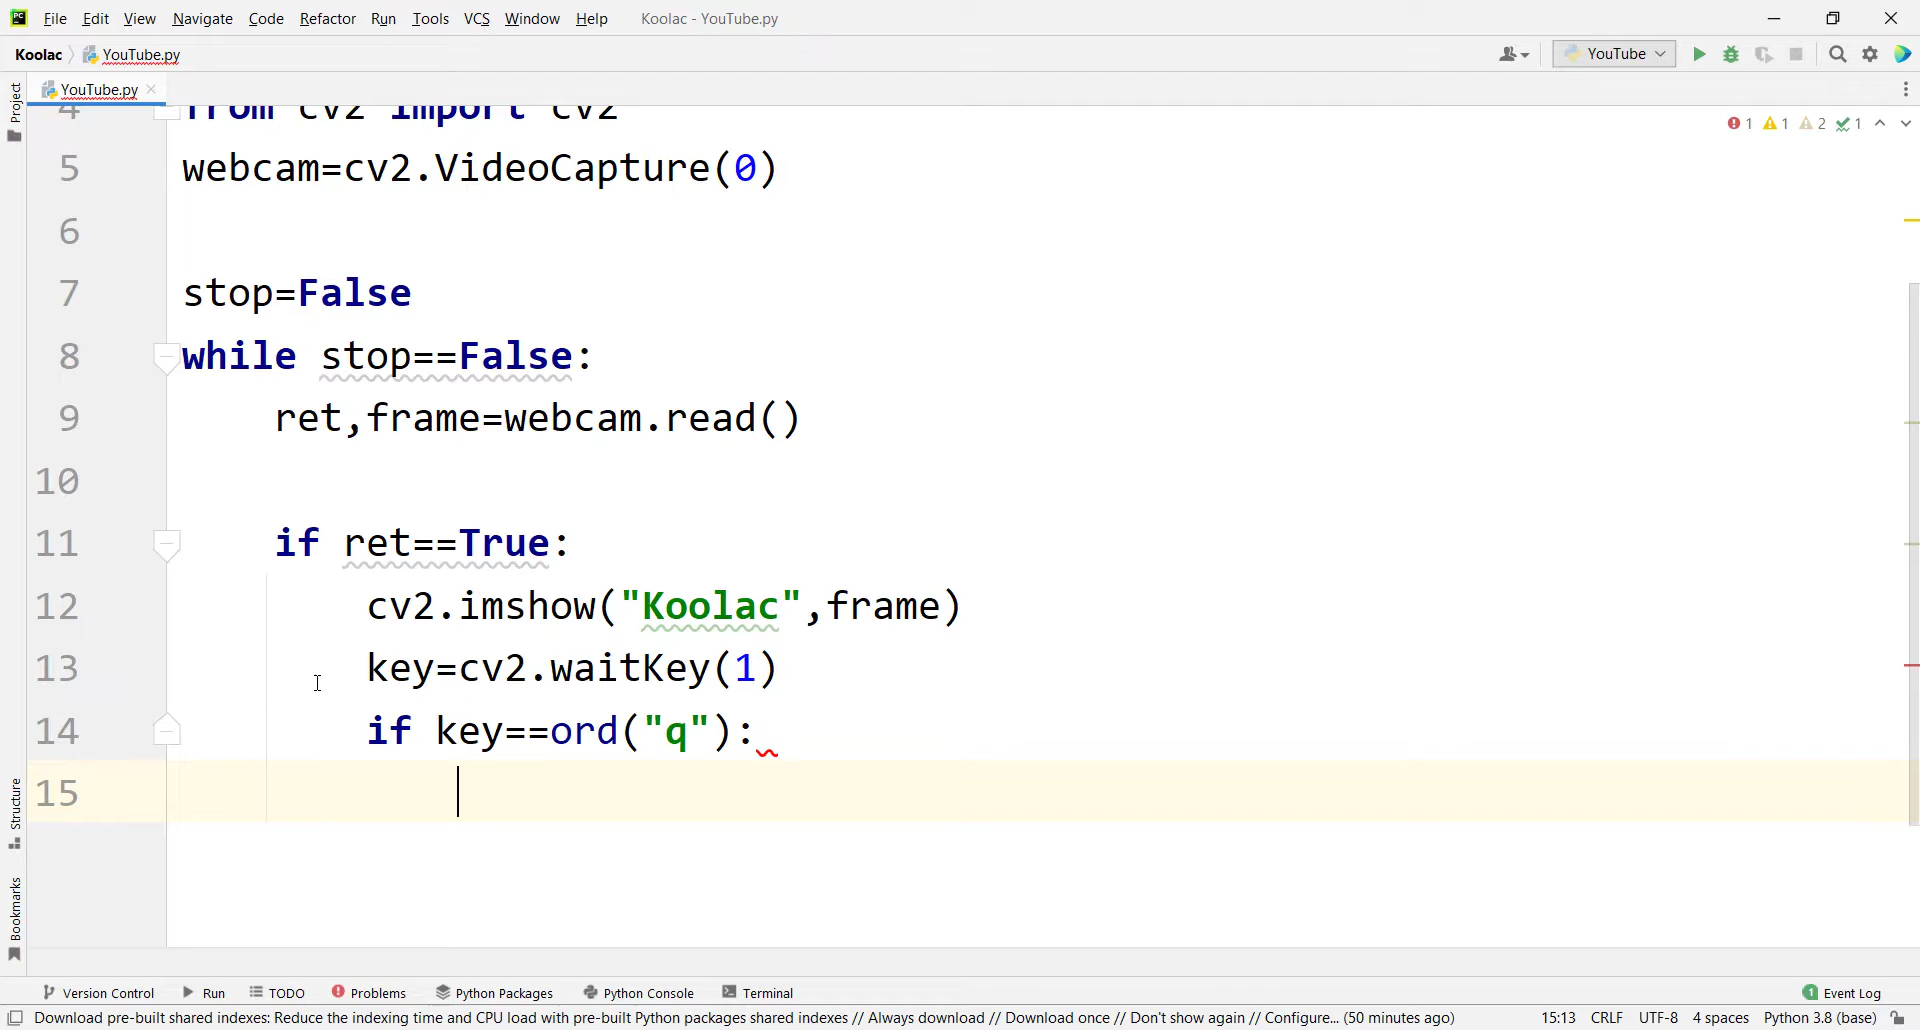 File Edit View Navigate Code Refactor Run Tools VCS Window Help Koolac - YouTube.py
Koolac YouTube.py YouTube
YouTube.py
1 1 2 1
4 from cv2 import cv2
5 webcam=cv2.VideoCapture(0)
6
7 stop=False
8 while stop==False:
9 ret,frame=webcam.read()
10
11 if ret==True:
12 cv2.imshow("Koolac",frame)
13 key=cv2.waitKey(1)
14 if key==ord("q"):
15
Project
Structure
Bookmarks
Version Control Run TODO Problems Python Packages Python Console Terminal 1 Event Log
Download pre-built shared indexes: Reduce the indexing time and CPU load with pre-built Python packages shared indexes // Always download // Download once // Don't show again // Configure... (50 minutes ago) 15:13 CRLF UTF-8 4 spaces Python 3.8 (base)